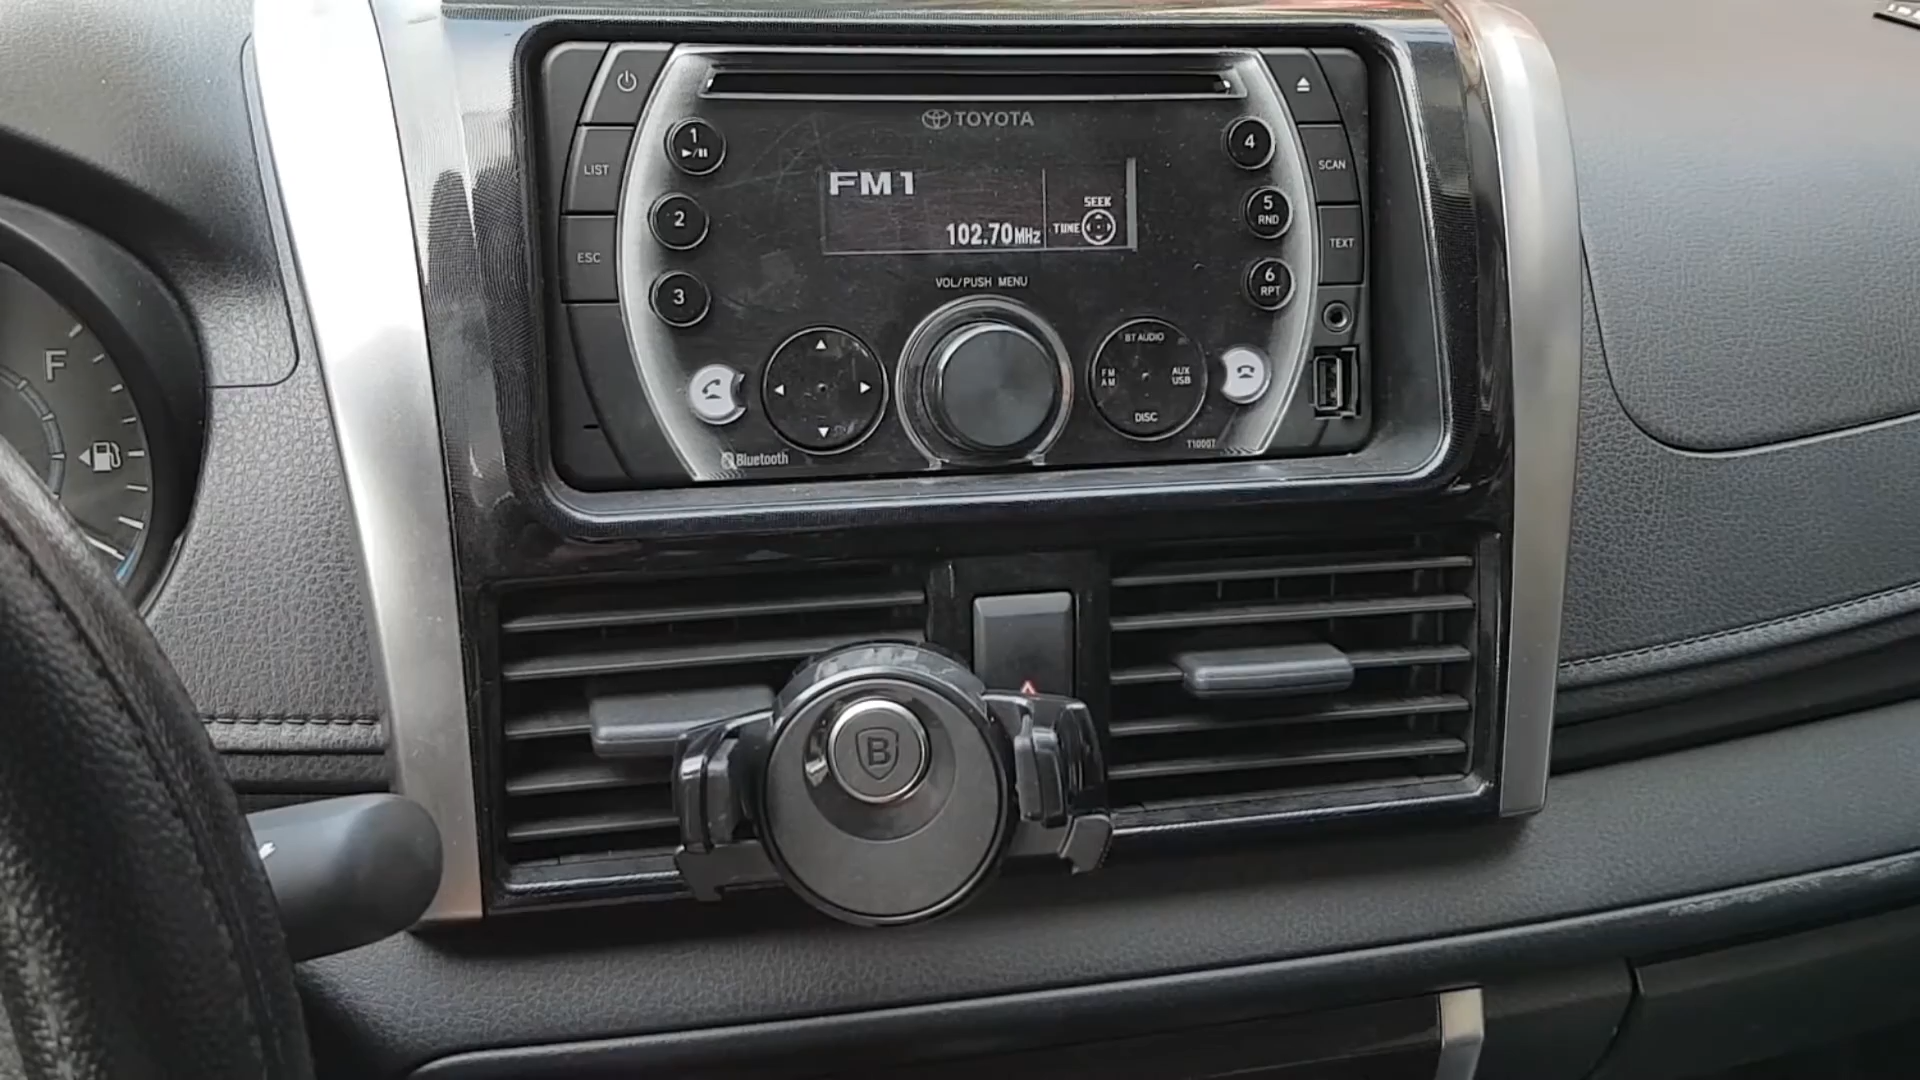 TOYOTA
1
LIST
2
ESC
3
FM1
102.70MHz
SEEK
TUNE
4
SCAN
5
RND
TEXT
6
RPT
VOL/PUSH MENU
BT AUDIO
FM
AM
AUX
USB
DISC
T1000T
Bluetooth
F
B